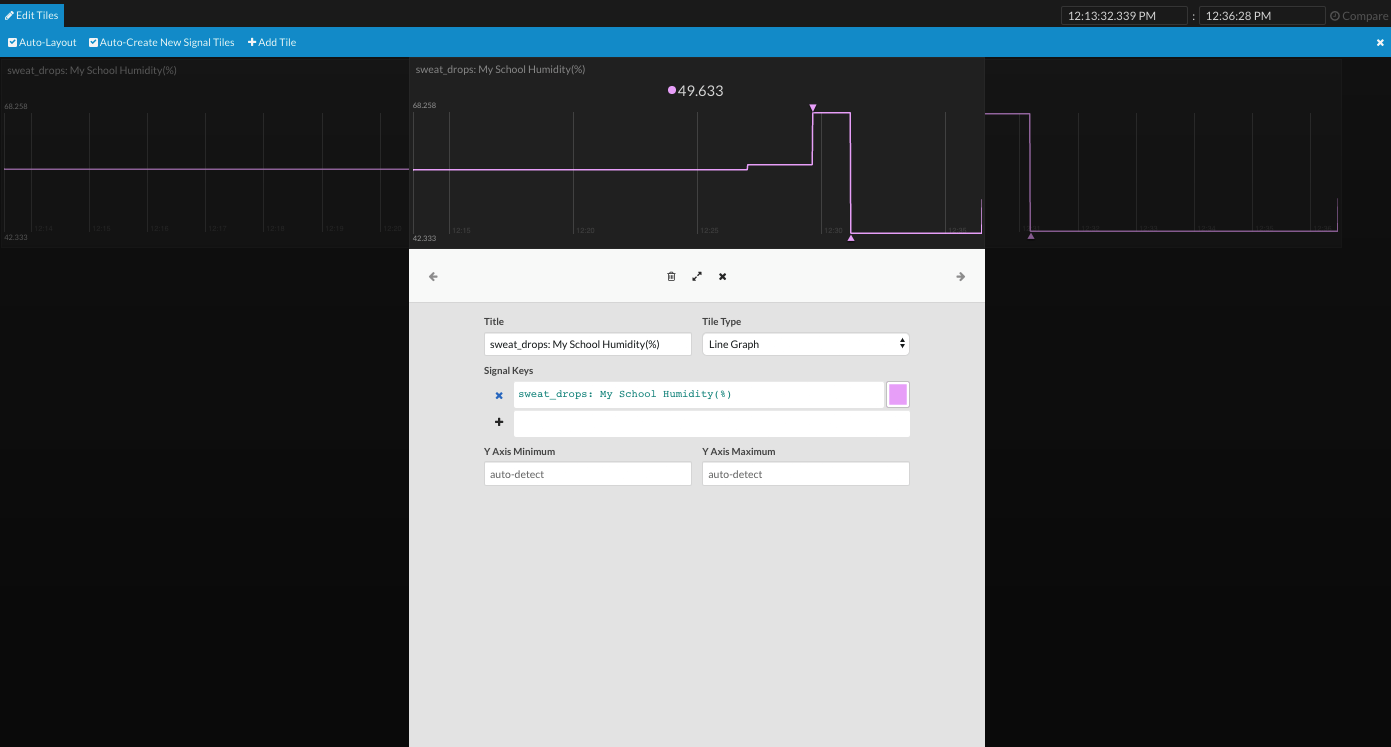 Edit Tiles
12:13:32.339 PM : 12:36:28 PM Compare
Auto-Layout Auto-Create New Signal Tiles Add Tile
sweat_drops: My School Humidity(%)
68.258
42.333
sweat_drops: My School Humidity(%)
49.633
68.258
12:15 12:20 12:25 12:30 12:35
42.333
Title
sweat_drops: My School Humidity(%)
Tile Type
Line Graph
Signal Keys
sweat_drops: My School Humidity(%)
Y Axis Minimum
auto-detect
Y Axis Maximum
auto-detect